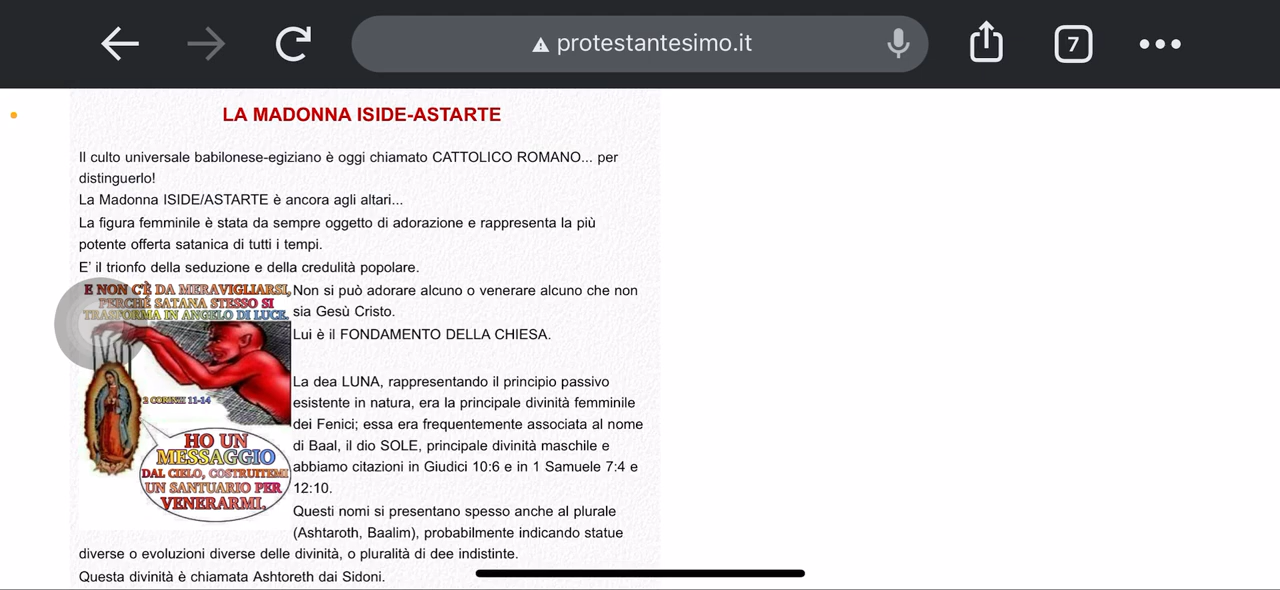 protestantesimo.it
7
LA MADONNA ISIDE-ASTARTE
Il culto universale babilonese-egiziano è oggi chiamato CATTOLICO ROMANO... per
distinguerlo!
La Madonna ISIDE/ASTARTE è ancora agli altari...
La figura femminile è stata da sempre oggetto di adorazione e rappresenta la più
potente offerta satanica di tutti i tempi.
E' il trionfo della seduzione e della credulità popolare.
E NON C'È DA MERAVIGLIARSI,
PERCHÈ SATANA STESSO SI
TRASFORMA IN ANGELO DI LUCE.
2 CORINZI 11-14
HO UN
MESSAGGIO
DAL CIELO, COSTRUITEMI
UN SANTUARIO PER
VENERARMI.
Non si può adorare alcuno o venerare alcuno che non
sia Gesù Cristo.
Lui è il FONDAMENTO DELLA CHIESA.
La dea LUNA, rappresentando il principio passivo
esistente in natura, era la principale divinità femminile
dei Fenici; essa era frequentemente associata al nome
di Baal, il dio SOLE, principale divinità maschile e
abbiamo citazioni in Giudici 10:6 e in 1 Samuele 7:4 e
12:10.
Questi nomi si presentano spesso anche al plurale
(Ashtaroth, Baalim), probabilmente indicando statue
diverse o evoluzioni diverse delle divinità, o pluralità di dee indistinte.
Questa divinità è chiamata Ashtoreth dai Sidoni.